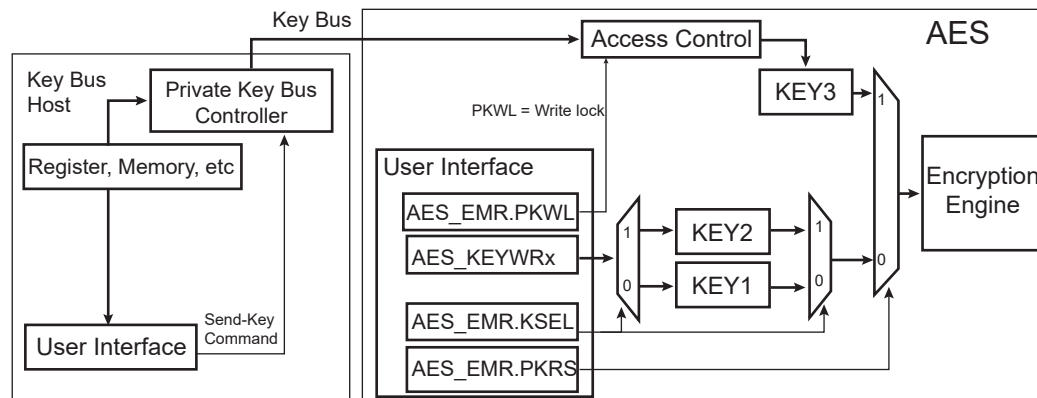 Key Bus
AES
Access Control
Key Bus
Host
Private Key Bus
Controller
KEY3
1
PKWL = Write lock
Register, Memory, etc
User Interface
Encryption
Engine
AES_EMR.PKWL
AES_KEYWRx
1
KEY2
1
0
KEY1
0
0
AES_EMR.KSEL
Send-Key
Command
User Interface
AES_EMR.PKRS